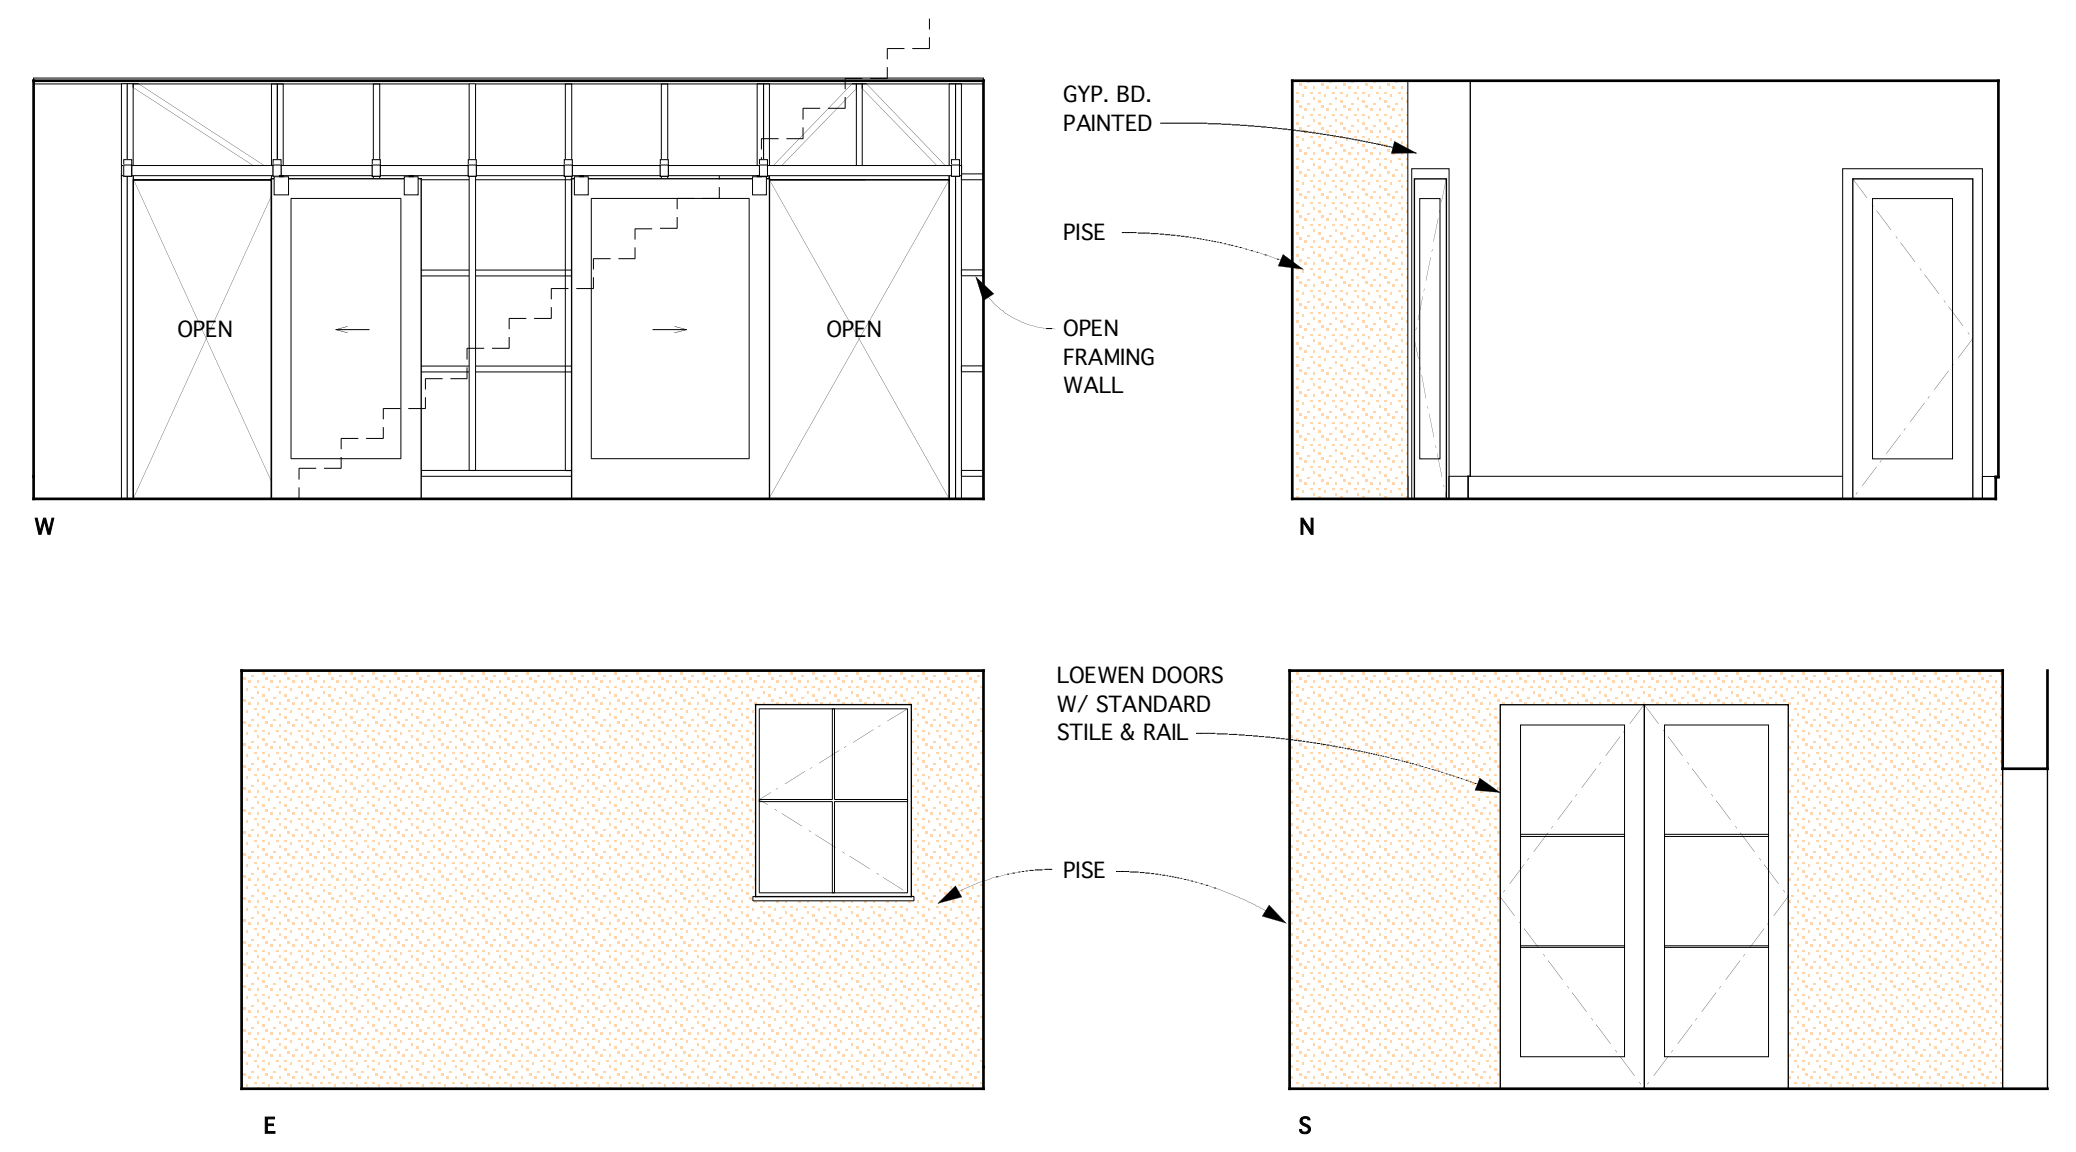 GYP. BD.
PAINTED
PISE
OPEN
OPEN
OPEN
FRAMING
WALL
W
N
LOEWEN DOORS
W/ STANDARD
STILE & RAIL
PISE
E
S